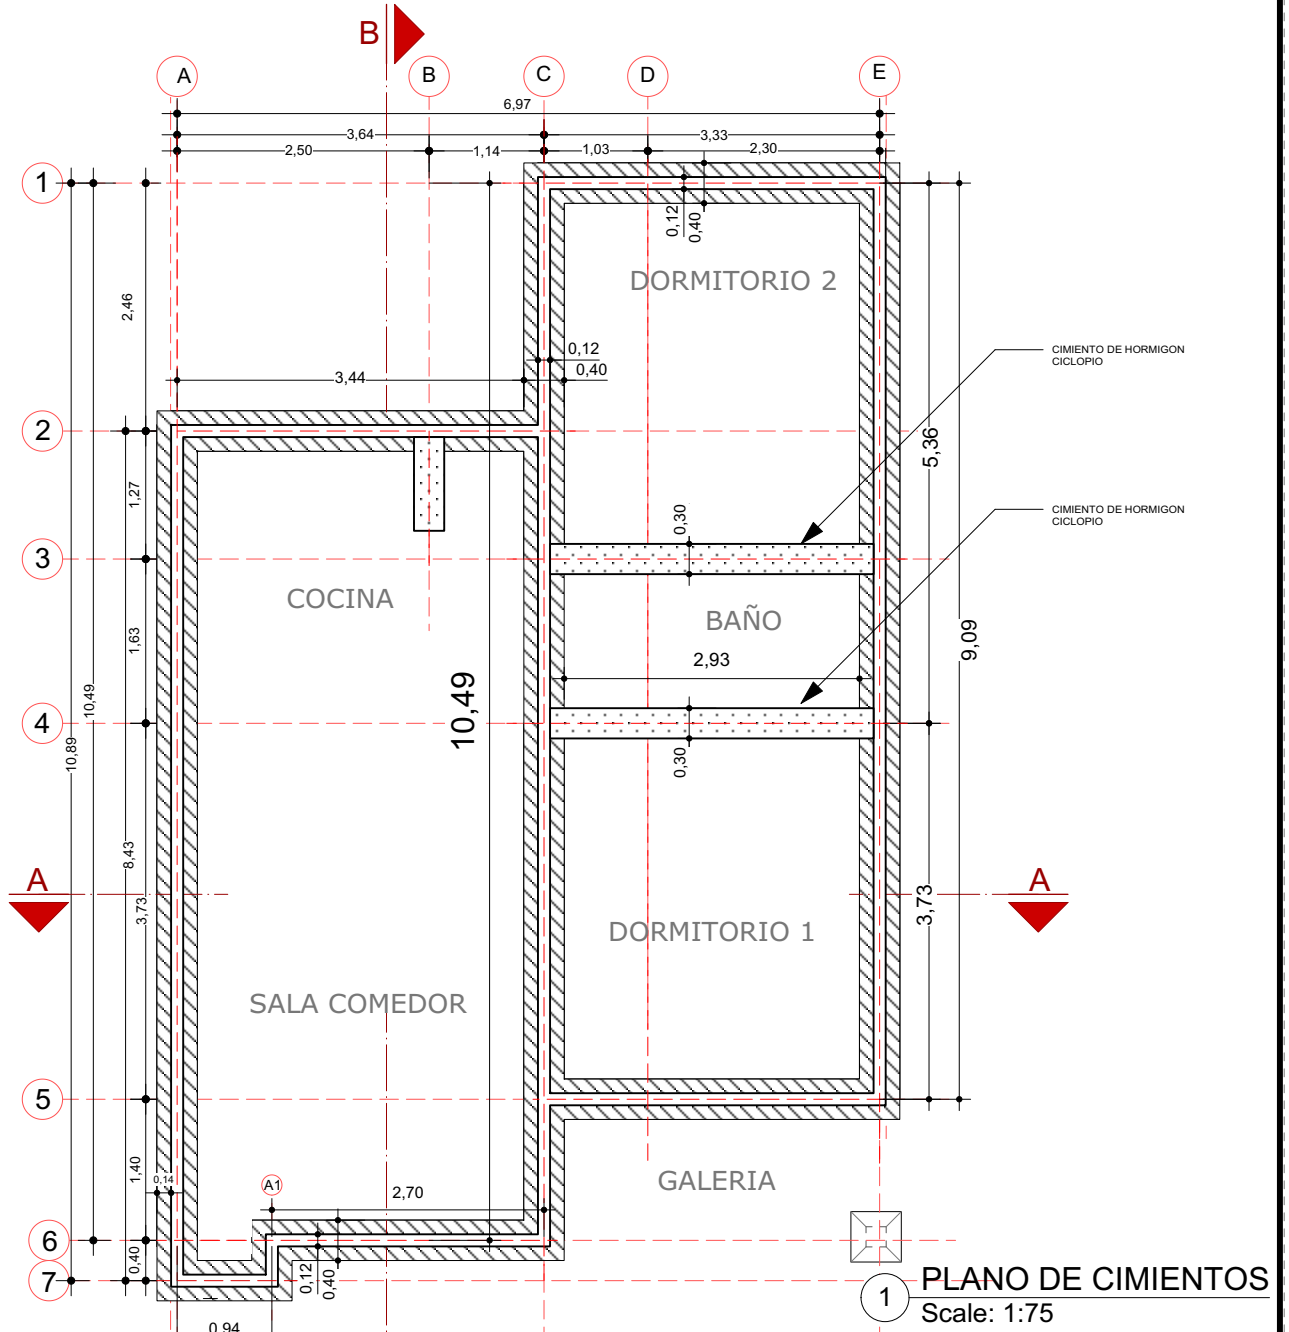 B
A
B
C
D
E
6,97
3,64
3,33
2,50
1,14
1,03
2,30
1
0,12
0,40
DORMITORIO 2
2,46
0,12
0,40
3,44
CIMIENTO DE HORMIGON
CICLOPIO
2
5,36
1,27
0,30
CIMIENTO DE HORMIGON
CICLOPIO
3
COCINA
BAÑO
1,63
9,09
2,93
10,49
10,49
4
10,89
0,30
8,43
A
A
3,73
3,73
DORMITORIO 1
SALA COMEDOR
5
1,40
0,14
A1
2,70
GALERIA
6
0,40
0,12
0,40
7
PLANO DE CIMIENTOS
1
Scale: 1:75
0,94